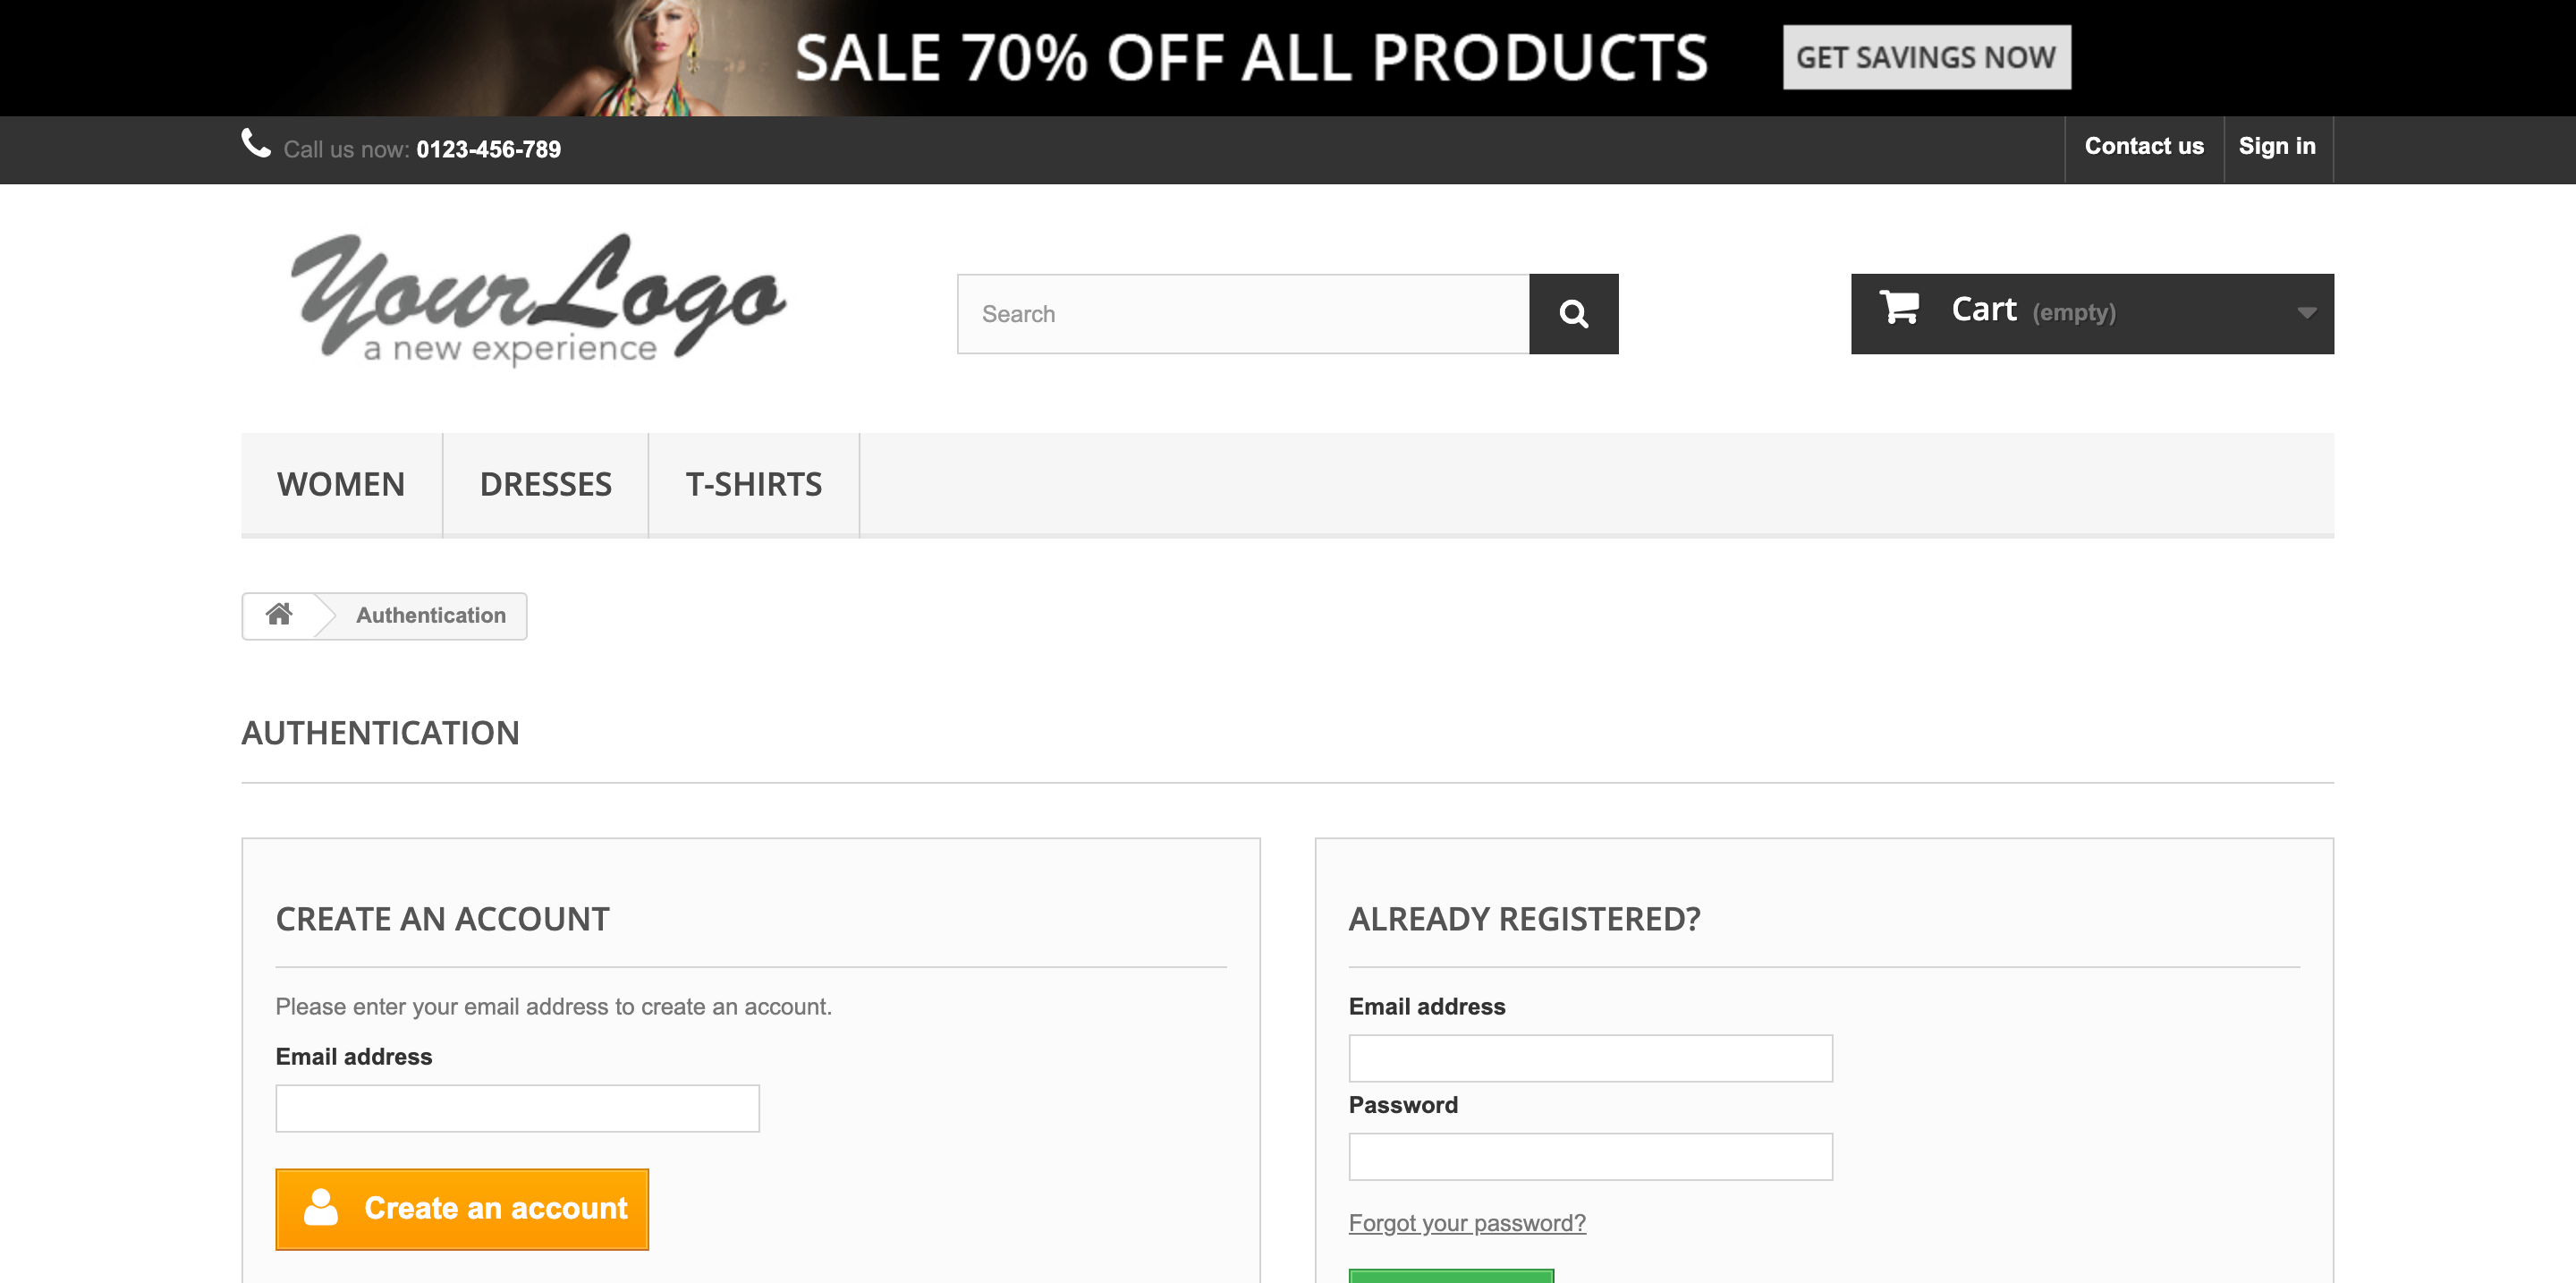 SALE 70% OFF ALL PRODUCTS
GET SAVINGS NOW
Call us now: 0123-456-789
Contact us
Sign in
YourLogo
a new experience
Search
Cart (empty)
WOMEN
DRESSES
T-SHIRTS
Authentication
AUTHENTICATION
CREATE AN ACCOUNT
Please enter your email address to create an account.
Email address
Create an account
ALREADY REGISTERED?
Email address
Password
Forgot your password?